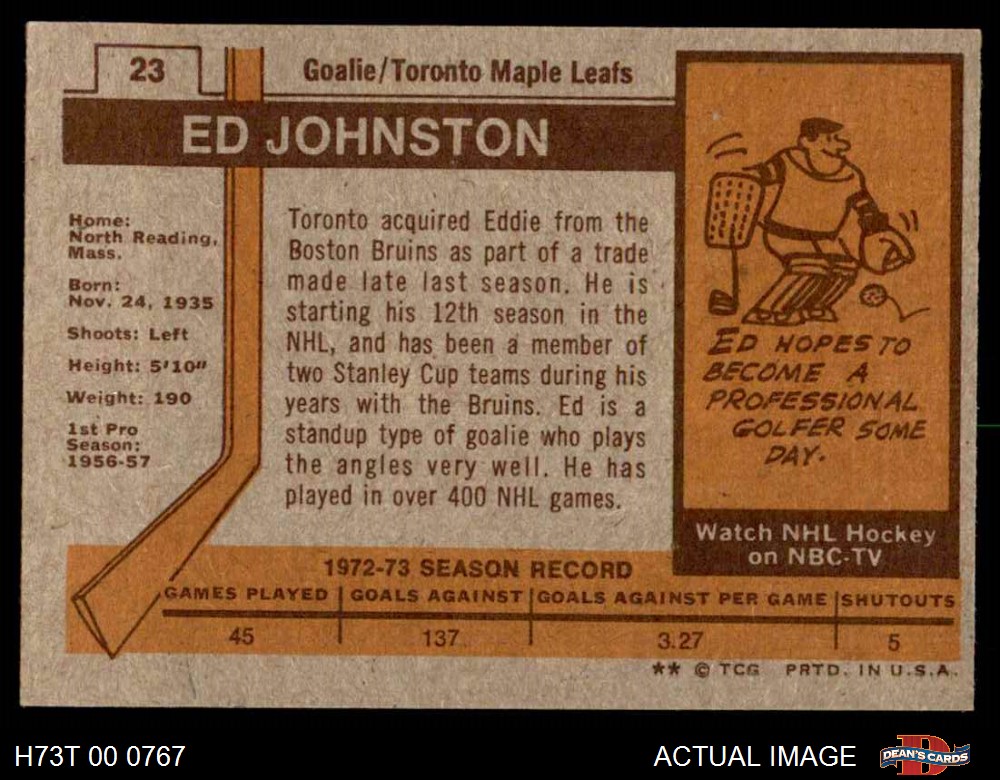 23
Goalie/Toronto Maple Leafs
ED JOHNSTON
Home:
North Reading,
Mass.
Born:
Nov. 24, 1935
Shoots: Left
Height: 5'10"
Weight: 190
1st Pro
Season:
1956-57
Toronto acquired Eddie from the
Boston Bruins as part of a trade
made late last season. He is
starting his 12th season in the
NHL, and has been a member of
two Stanley Cup teams during his
years with the Bruins. Ed is a
standup type of goalie who plays
the angles very well. He has
played in over 400 NHL games.
ED HOPES TO
BECOME A
PROFESSIONAL
GOLFER SOME
DAY.
Watch NHL Hockey
on NBC-TV
1972-73 SEASON RECORD
GAMES PLAYED GOALS AGAINST GOALS AGAINST PER GAME SHUTOUTS
45 137 3.27 5
** © TCG PRTD. IN U.S.A.
H73T 00 0767
ACTUAL IMAGE
DEAN'S CARDS